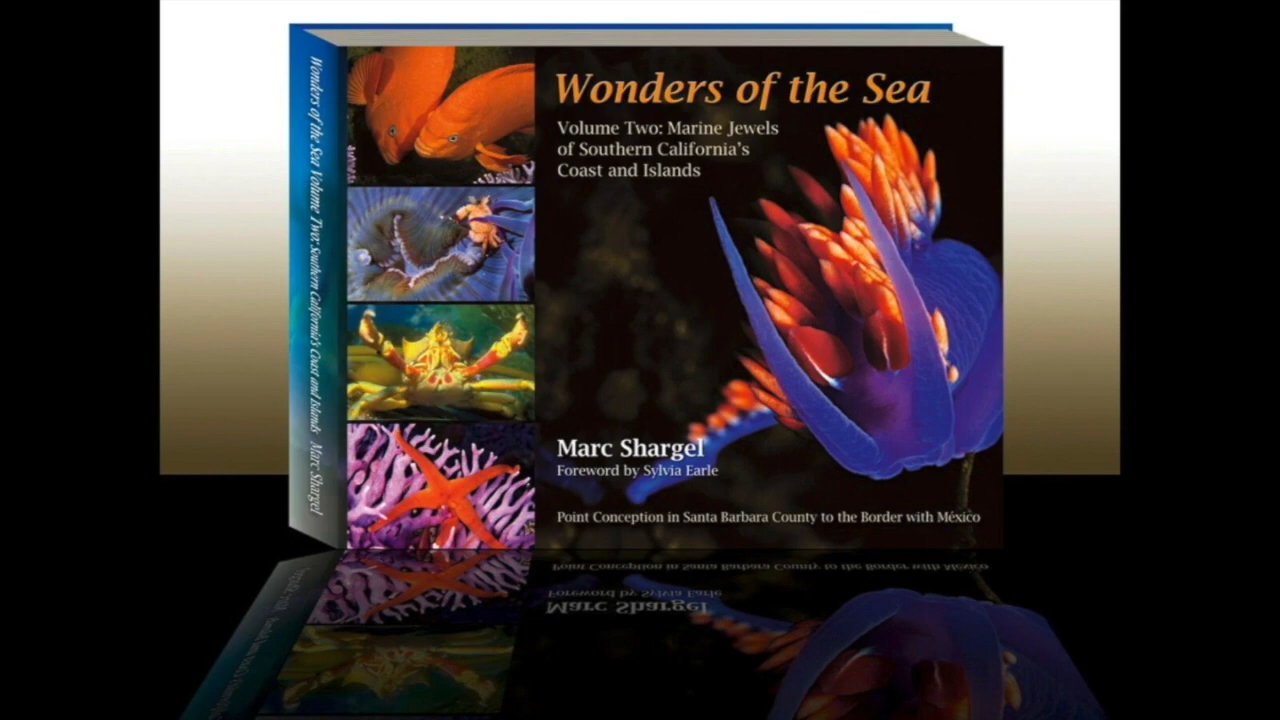 Wonders of the Sea
Volume Two: Marine Jewels
of Southern California's
Coast and Islands
Marc Shargel
Foreword by Sylvia Earle
Point Conception in Santa Barbara County to the Border with México
Wonders of the Sea Volume Two: Southern California's Coast and Islands Marc Shargel